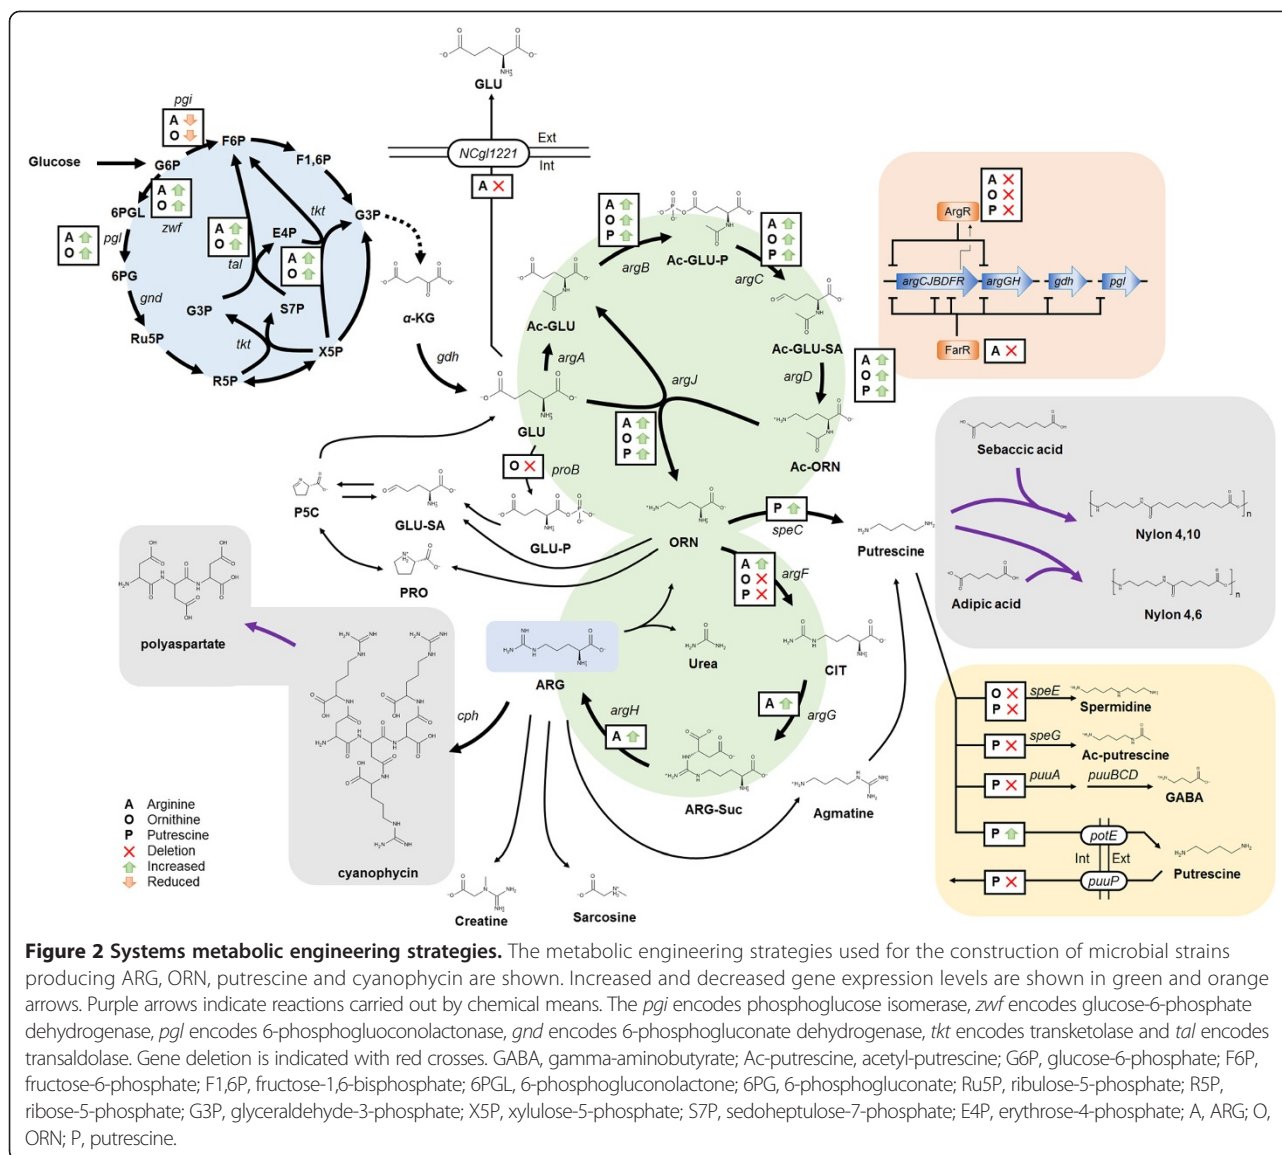 GLU
NCgl1221
Ext
Int
A
pgi
A
O
Glucose
G6P
F6P
F1,6P
G3P
6PGL
A
O
zwf
A
O
pgl
6PG
gnd
Ru5P
R5P
tkt
X5P
S7P
G3P
E4P
A
O
tal
A
O
tkt
α-KG
gdh
GLU
argA
Ac-GLU
A
O
P
argB
Ac-GLU-P
A
O
P
argC
Ac-GLU-SA
argD
A
O
P
Ac-ORN
argJ
A
O
P
ORN
O
proB
GLU-P
GLU-SA
P5C
PRO
P
speC
Putrescine
A
O
P
argF
CIT
A
argG
ARG-Suc
argH
A
ARG
Urea
cph
Agmatine
Creatine
Sarcosine
polyaspartate
cyanophycin
A Arginine
O Ornithine
P Putrescine
Deletion
Increased
Reduced
A
O
P
ArgR
argCJBDFR
argGH
gdh
pgl
FarR
A
Sebaccic acid
Nylon 4,10
Adipic acid
Nylon 4,6
O
P
speE
Spermidine
P
speG
Ac-putrescine
P
puuA
puuBCD
GABA
P
potE
Int
Ext
Putrescine
P
puuP
Figure 2 Systems metabolic engineering strategies. The metabolic engineering strategies used for the construction of microbial strains
producing ARG, ORN, putrescine and cyanophycin are shown. Increased and decreased gene expression levels are shown in green and orange
arrows. Purple arrows indicate reactions carried out by chemical means. The pgi encodes phosphoglucose isomerase, zwf encodes glucose-6-phosphate
dehydrogenase, pgl encodes 6-phosphogluoconolactonase, gnd encodes 6-phosphogluconate dehydrogenase, tkt encodes transketolase and tal encodes
transaldolase. Gene deletion is indicated with red crosses. GABA, gamma-aminobutyrate; Ac-putrescine, acetyl-putrescine; G6P, glucose-6-phosphate; F6P,
fructose-6-phosphate; F1,6P, fructose-1,6-bisphosphate; 6PGL, 6-phosphogluconolactone; 6PG, 6-phosphogluconate; Ru5P, ribulose-5-phosphate; R5P,
ribose-5-phosphate; G3P, glyceraldehyde-3-phosphate; X5P, xylulose-5-phosphate; S7P, sedoheptulose-7-phosphate; E4P, erythrose-4-phosphate; A, ARG; O,
ORN; P, putrescine.